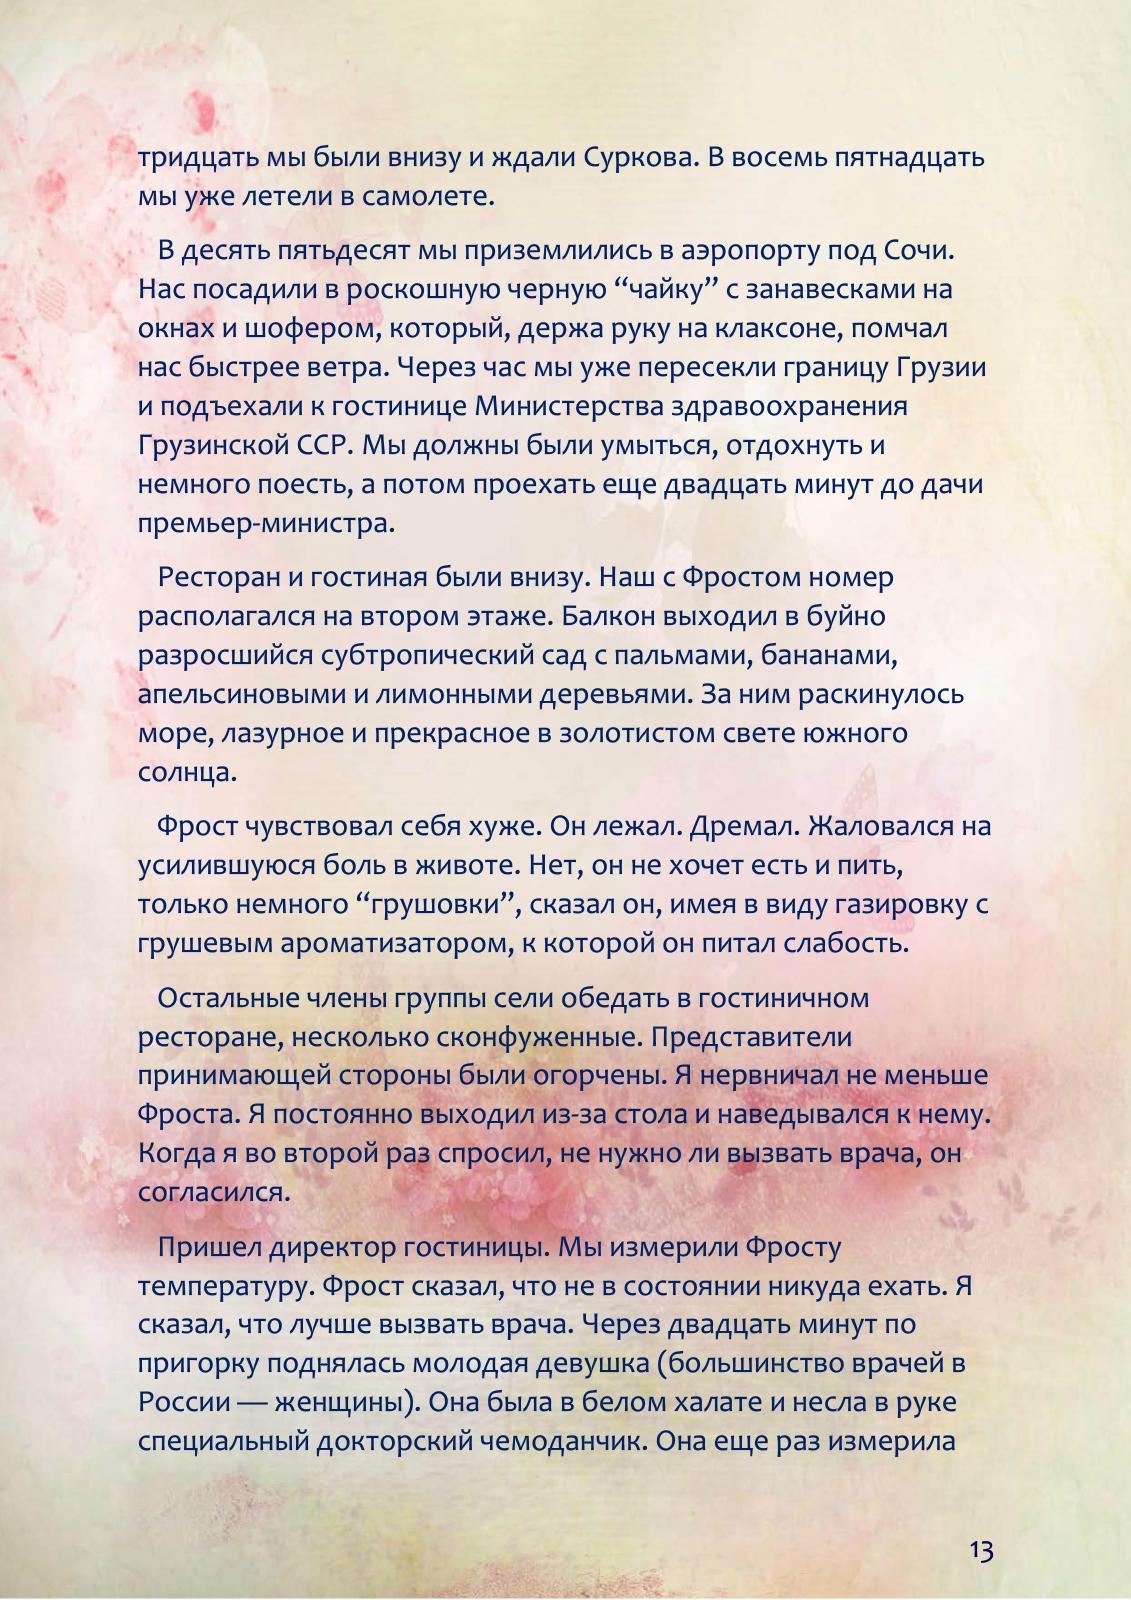 тридцать мы были внизу и ждали Суркова. В восемь пятнадцать
мы уже летели в самолете.
В десять пятьдесят мы приземлились в аэропорту под Сочи.
Нас посадили в роскошную черную “чайку” с занавесками на
окнах и шофером, который, держа руку на клаксоне, помчал
нас быстрее ветра. Через час мы уже пересекли границу Грузии
и подъехали к гостинице Министерства здравоохранения
Грузинской ССР. Мы должны были умыться, отдохнуть и
немного поесть, а потом проехать еще двадцать минут до дачи
премьер-министра.
Ресторан и гостиная были внизу. Наш с Фростом номер
располагался на втором этаже. Балкон выходил в буйно
разросшийся субтропический сад с пальмами, бананами,
апельсиновыми и лимонными деревьями. За ним раскинулось
море, лазурное и прекрасное в золотистом свете южного
солнца.
Фрост чувствовал себя хуже. Он лежал. Дремал. Жаловался на
усилившуюся боль в животе. Нет, он не хочет есть и пить,
только немного “грушовки”, сказал он, имея в виду газировку с
грушевым ароматизатором, к которой он питал слабость.
Остальные члены группы сели обедать в гостиничном
ресторане, несколько сконфуженные. Представители
принимающей стороны были огорчены. Я нервничал не меньше
Фроста. Я постоянно выходил из-за стола и наведывался к нему.
Когда я во второй раз спросил, не нужно ли вызвать врача, он
согласился.
Пришел директор гостиницы. Мы измерили Фросту
температуру. Фрост сказал, что не в состоянии никуда ехать. Я
сказал, что лучше вызвать врача. Через двадцать минут по
пригорку поднялась молодая девушка (большинство врачей в
России — женщины). Она была в белом халате и несла в руке
специальный докторский чемоданчик. Она еще раз измерила
13